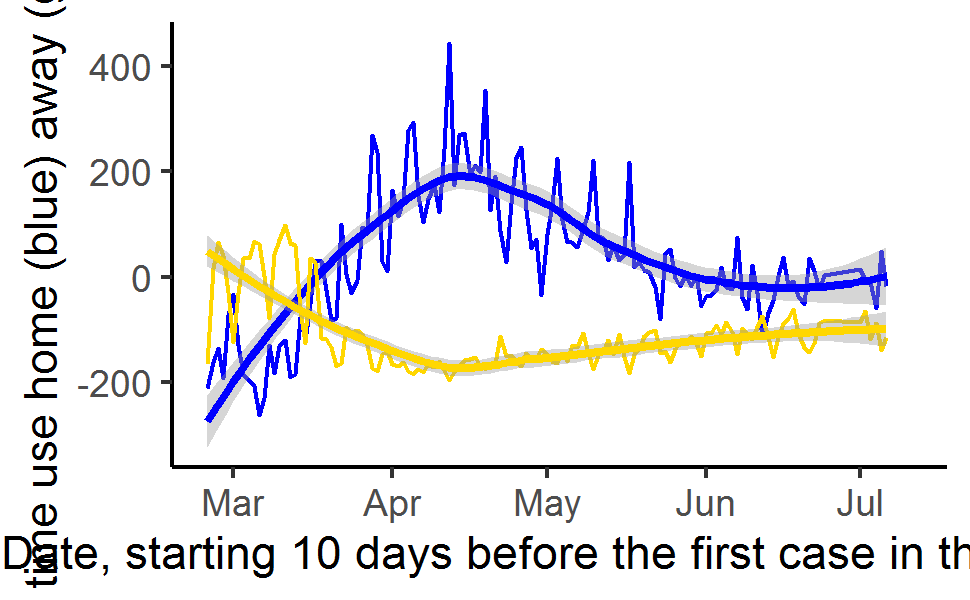 time use home (blue) away (
400
200
0
-200
Mar Apr May Jun Jul
Date, starting 10 days before the first case in th